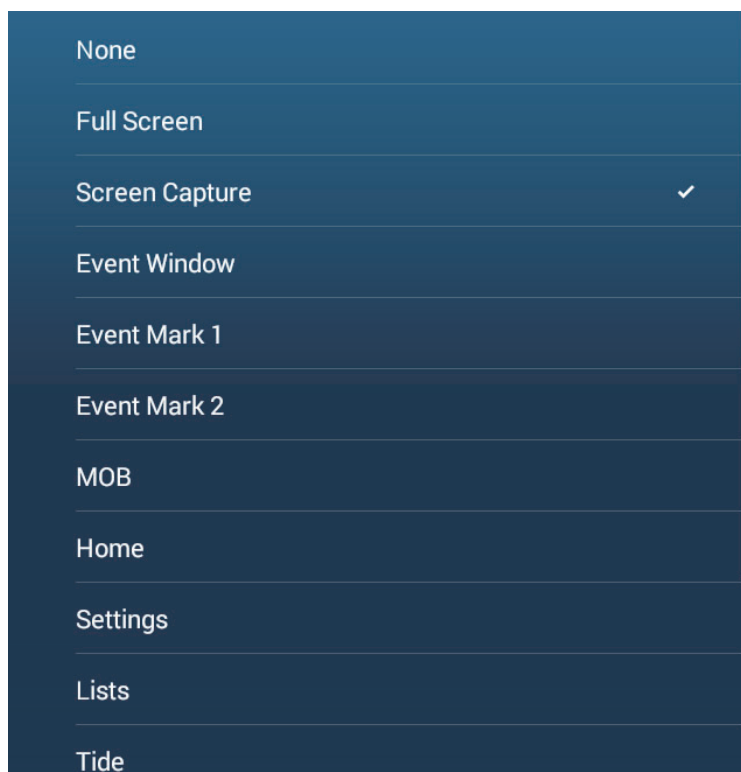 None
Full Screen
Screen Capture
Event Window
Event Mark 1
Event Mark 2
MOB
Home
Settings
Lists
Tide